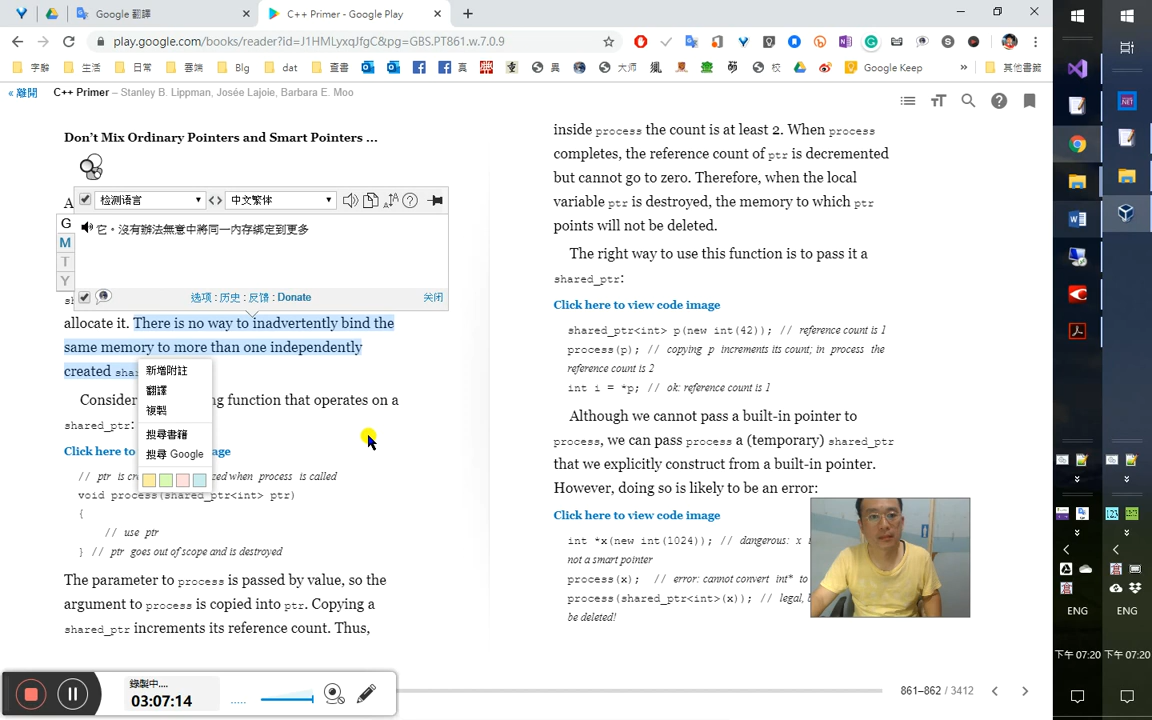 Google 翻譯
C++ Primer - Google Play
play.google.com/books/reader?id=J1HMLyxqJfgC&pg=GBS.PT861.w.7.0.9
字辭
生活
日常
雲端
Blg
dat
查書
真
異
大师
校
Google Keep
»
其他書籤
« 離開
C++ Primer – Stanley B. Lippman, Josée Lajoie, Barbara E. Moo
Don't Mix Ordinary Pointers and Smart Pointers ...
A
检测语言
中文繁体
G
M
T
Y
它。沒有辦法無意中將同一內存綁定到更多
选项 : 历史 : 反馈 : Donate
关闭
allocate it. There is no way to inadvertently bind the
same memory to more than one independently
created sha
新增附註
翻譯
複製
搜尋書籍
搜尋 Google
Consider g function that operates on a
shared_ptr:
Click here to ge
// ptr is cre zed when process is called
void process(shared_ptr<int> ptr)
{
// use ptr
} // ptr goes out of scope and is destroyed
The parameter to process is passed by value, so the
argument to process is copied into ptr. Copying a
shared_ptr increments its reference count. Thus,
inside process the count is at least 2. When process
completes, the reference count of ptr is decremented
but cannot go to zero. Therefore, when the local
variable ptr is destroyed, the memory to which ptr
points will not be deleted.
The right way to use this function is to pass it a
shared_ptr:
Click here to view code image
shared_ptr<int> p(new int(42)); // reference count is 1
process(p); // copying p increments its count; in process the
reference count is 2
int i = *p; // ok: reference count is 1
Although we cannot pass a built-in pointer to
process, we can pass process a (temporary) shared_ptr
that we explicitly construct from a built-in pointer.
However, doing so is likely to be an error:
Click here to view code image
int *x(new int(1024)); // dangerous: x i
not a smart pointer
process(x); // error: cannot convert int* to
process(shared_ptr<int>(x)); // legal, b
be deleted!
861–862 / 3412
錄製中....
03:07:14
ENG
ENG
下午 07:20
下午 07:20